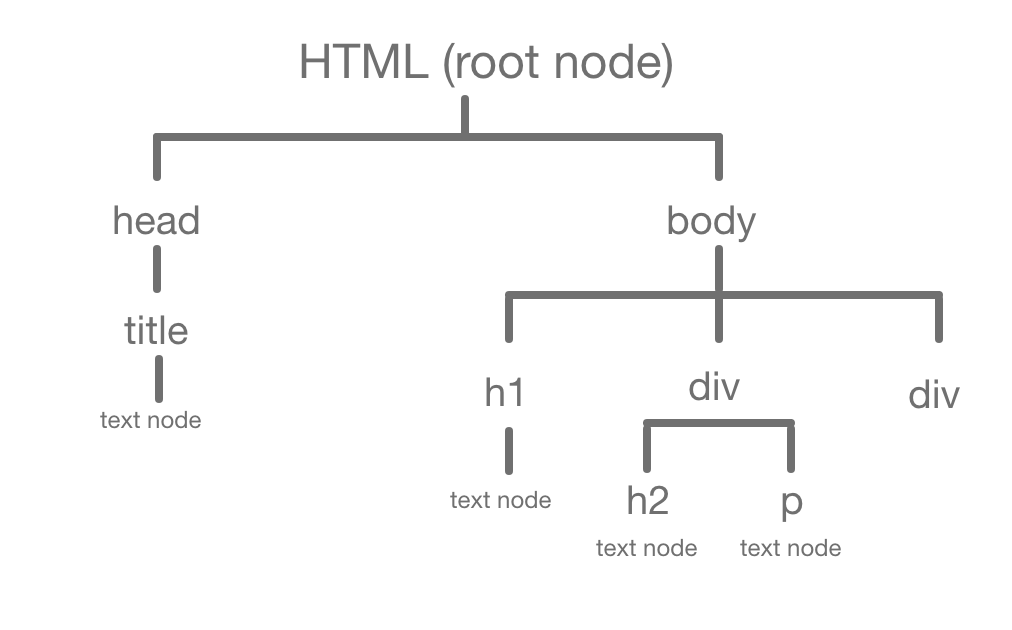 HTML (root node)
head
body
title
text node
h1
div
div
text node
h2
p
text node
text node